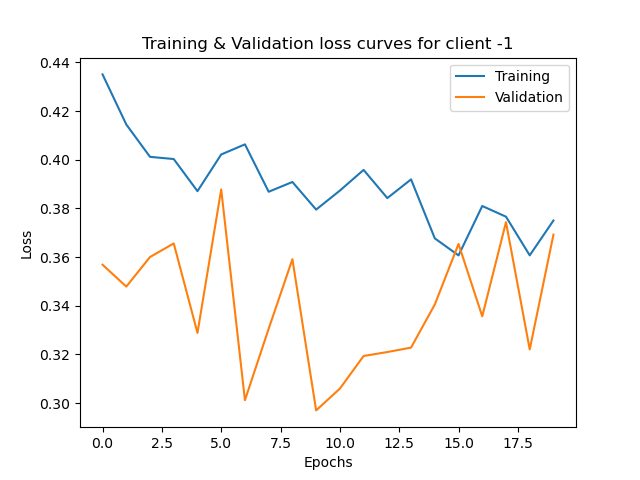 Training & Validation loss curves for client -1
Training
Validation
Loss
0.44
0.42
0.40
0.38
0.36
0.34
0.32
0.30
0.0 2.5 5.0 7.5 10.0 12.5 15.0 17.5
Epochs